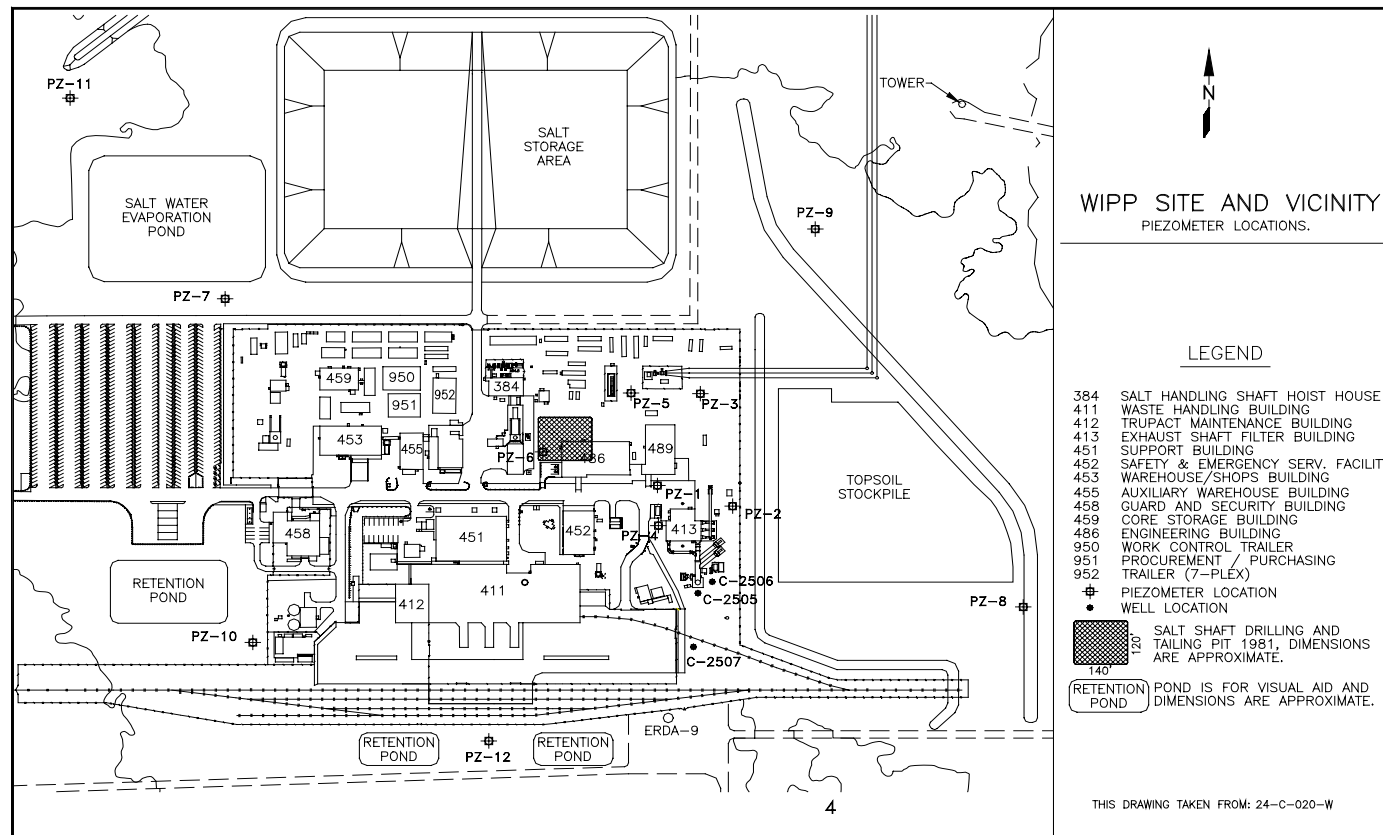 PZ-11
SALT
STORAGE
AREA
TOWER
N
SALT WATER
EVAPORATION
POND
PZ-9
PZ-7
WIPP SITE AND VICINITY
PIEZOMETER LOCATIONS.
459
950
952
384
951
PZ-5
PZ-3
453
455
PZ-6
486
489
TOPSOIL
STOCKPILE
PZ-1
PZ-2
458
451
452
PZ-4
413
RETENTION
POND
412
411
C-2506
C-2505
PZ-8
PZ-10
C-2507
ERDA-9
RETENTION
POND
PZ-12
RETENTION
POND
4
LEGEND
384 SALT HANDLING SHAFT HOIST HOUSE
411 WASTE HANDLING BUILDING
412 TRUPACT MAINTENANCE BUILDING
413 EXHAUST SHAFT FILTER BUILDING
451 SUPPORT BUILDING
452 SAFETY & EMERGENCY SERV. FACILIT
453 WAREHOUSE/SHOPS BUILDING
455 AUXILIARY WAREHOUSE BUILDING
458 GUARD AND SECURITY BUILDING
459 CORE STORAGE BUILDING
486 ENGINEERING BUILDING
950 WORK CONTROL TRAILER
951 PROCUREMENT / PURCHASING
952 TRAILER (7-PLEX)
PIEZOMETER LOCATION
WELL LOCATION
SALT SHAFT DRILLING AND
TAILING PIT 1981, DIMENSIONS
ARE APPROXIMATE.
120'
140'
RETENTION
POND
POND IS FOR VISUAL AID AND
DIMENSIONS ARE APPROXIMATE.
THIS DRAWING TAKEN FROM: 24-C-020-W